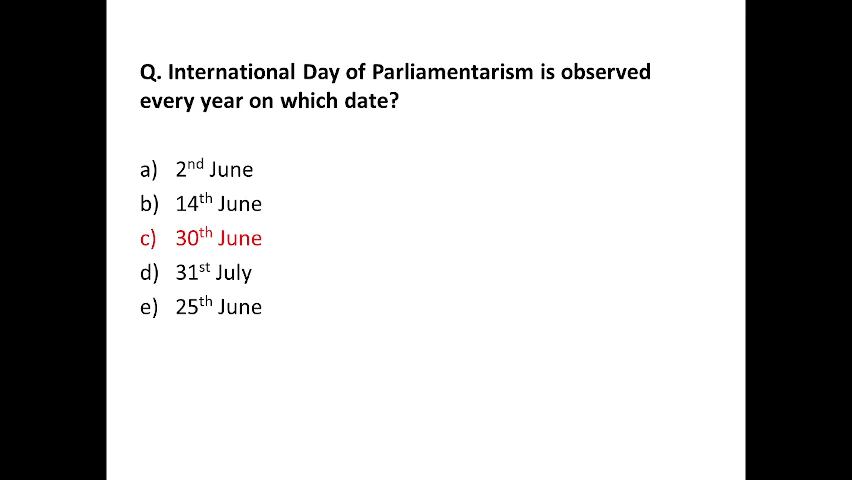 Q. International Day of Parliamentarism is observed
every year on which date?
a) 2nd June
b) 14th June
c) 30th June
d) 31st July
e) 25th June